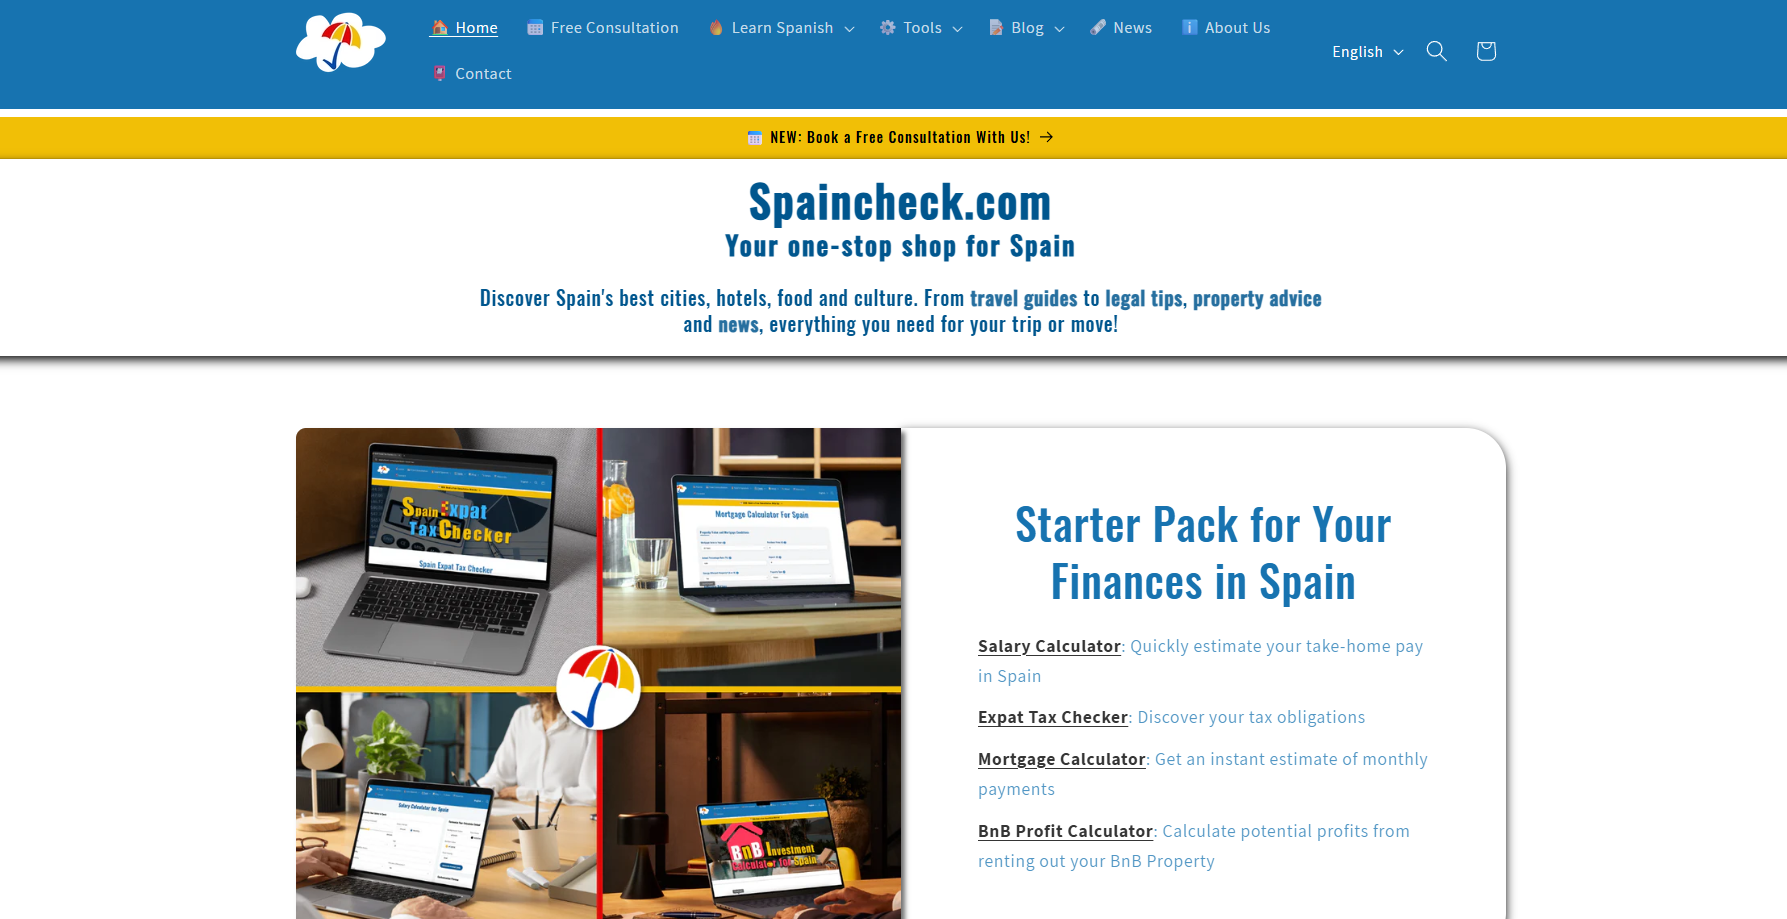 Home
Free Consultation
Learn Spanish
Tools
Blog
News
About Us
Contact
English
NEW: Book a Free Consultation With Us!
Spaincheck.com
Your one-stop shop for Spain
Discover Spain's best cities, hotels, food and culture. From travel guides to legal tips, property advice
and news, everything you need for your trip or move!
Spain Expat
Tax Checker
Spain Expat Tax Checker
Mortgage Calculator For Spain
Salary Calculator for Spain
BnB Investment
Calculator for Spain
Starter Pack for Your
Finances in Spain
Salary Calculator: Quickly estimate your take-home pay
in Spain
Expat Tax Checker: Discover your tax obligations
Mortgage Calculator: Get an instant estimate of monthly
payments
BnB Profit Calculator: Calculate potential profits from
renting out your BnB Property